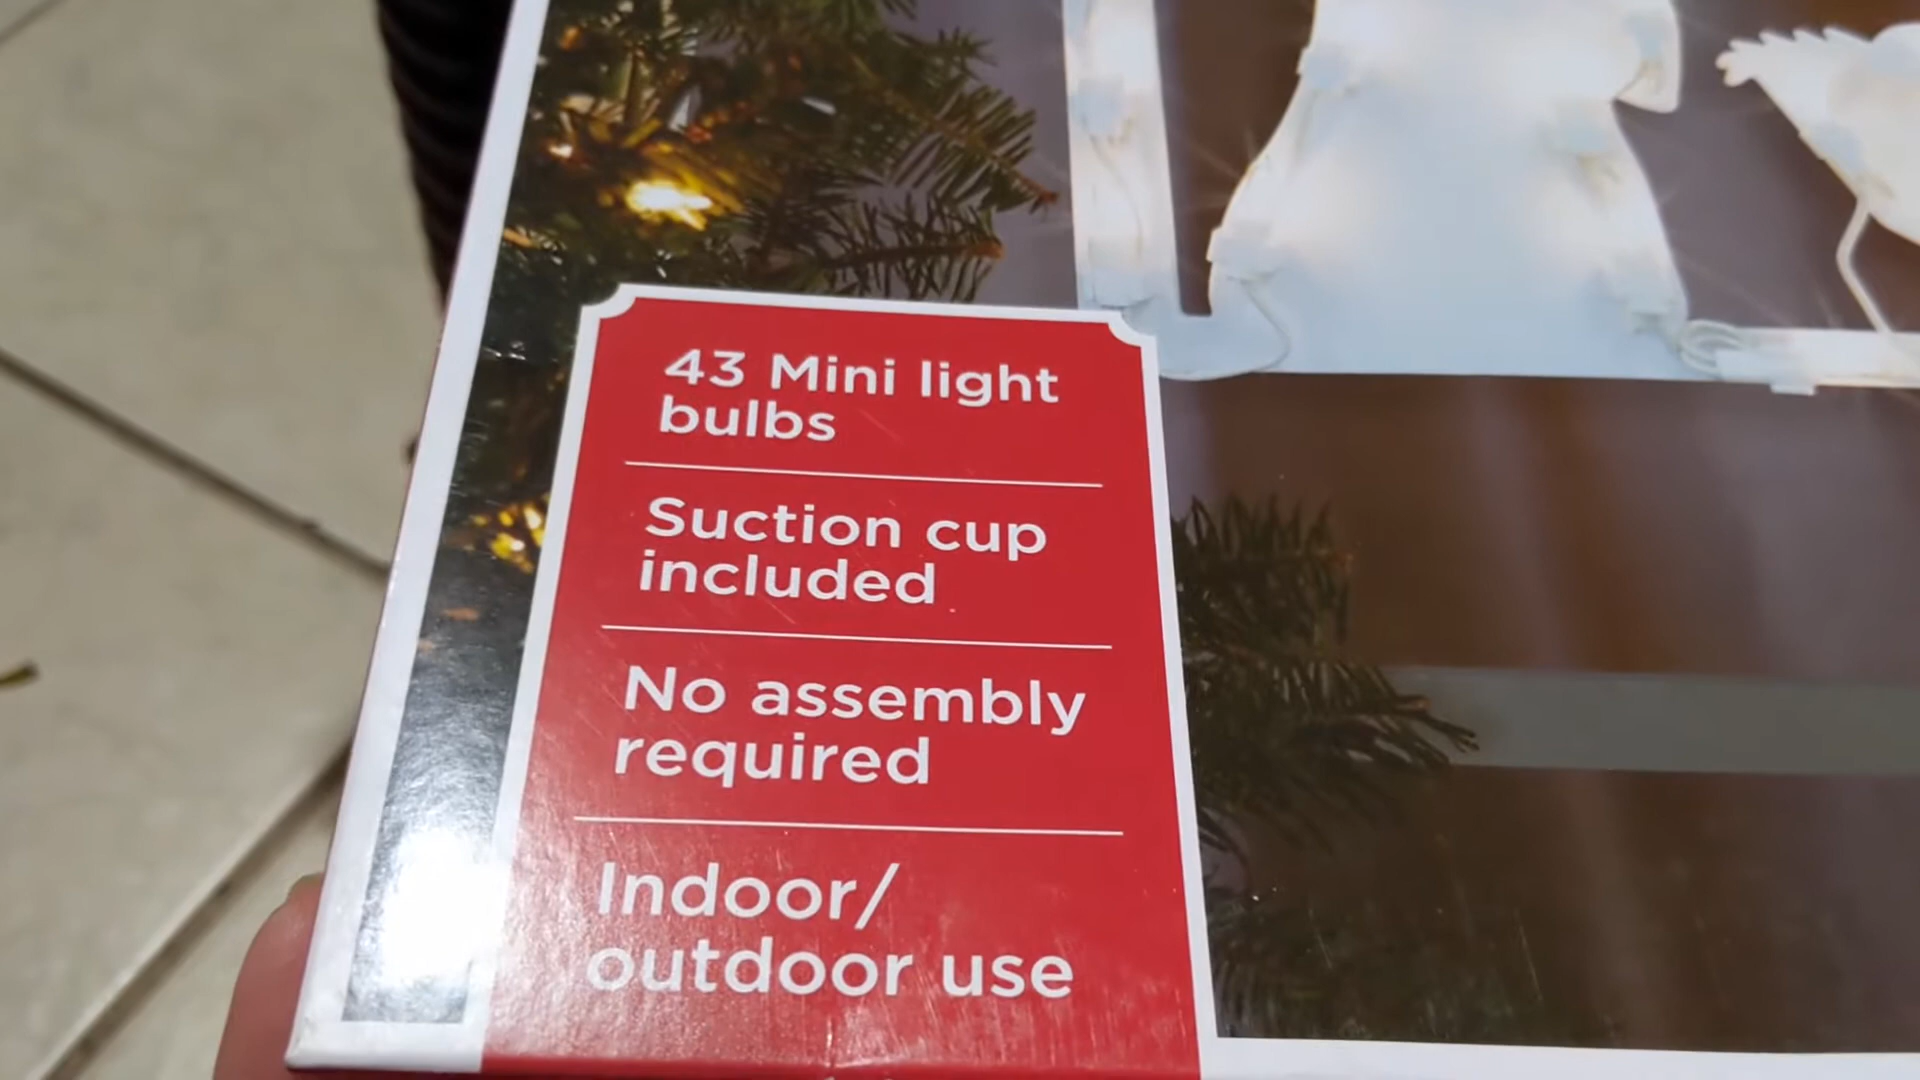 43 Mini light
bulbs
Suction cup
included
No assembly
required
Indoor/
outdoor use